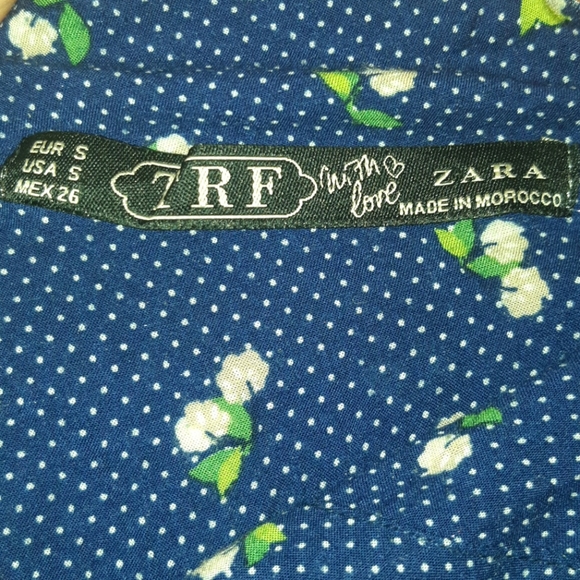 EUR S
USA S
MEX 26
TRF
with
love
ZARA
MADE IN MOROCCO